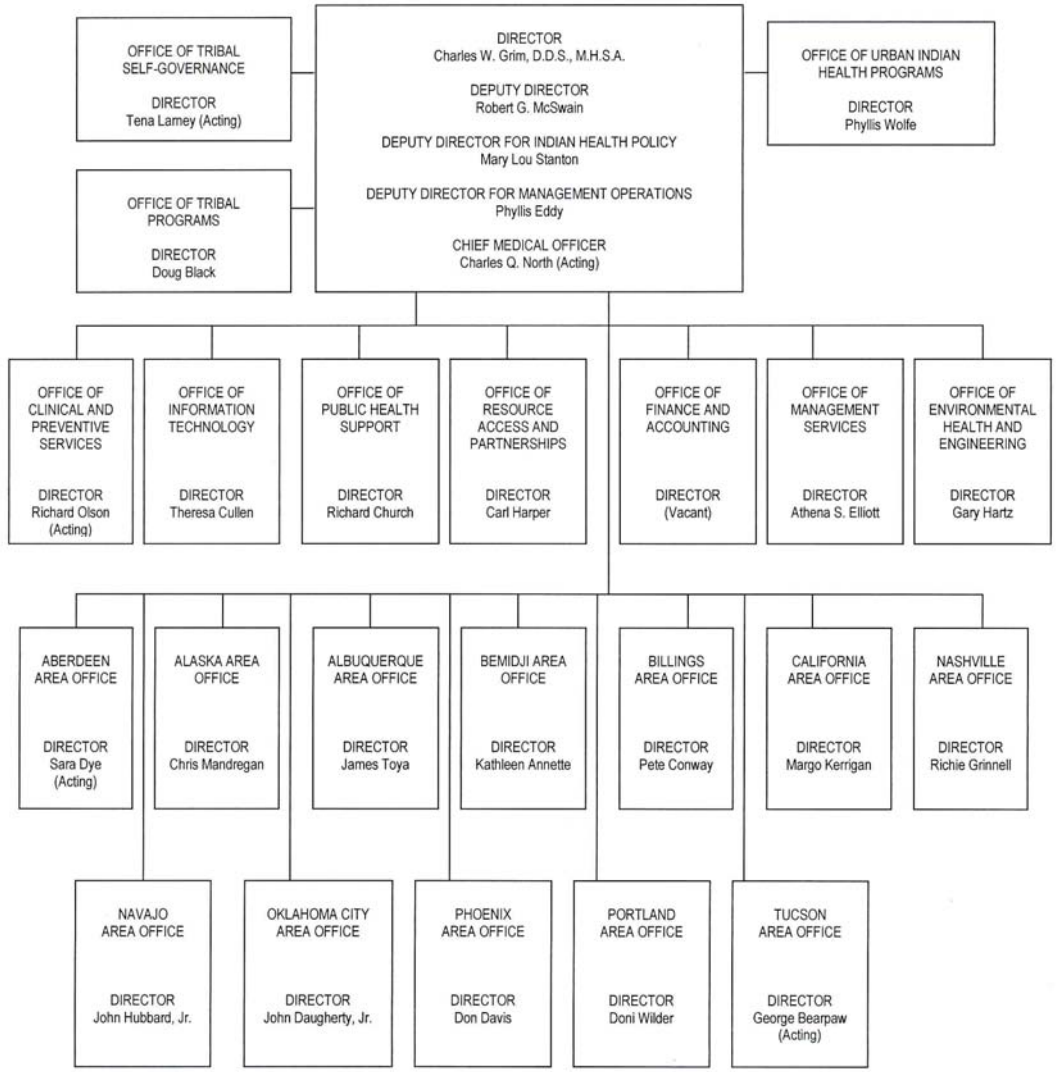 OFFICE OF TRIBAL
SELF-GOVERNANCE
DIRECTOR
Tena Larney (Acting)
DIRECTOR
Charles W. Grim, D.D.S., M.H.S.A.
DEPUTY DIRECTOR
Robert G. McSwain
DEPUTY DIRECTOR FOR INDIAN HEALTH POLICY
Mary Lou Stanton
DEPUTY DIRECTOR FOR MANAGEMENT OPERATIONS
Phyllis Eddy
CHIEF MEDICAL OFFICER
Charles Q. North (Acting)
OFFICE OF URBAN INDIAN
HEALTH PROGRAMS
DIRECTOR
Phyllis Wolfe
OFFICE OF TRIBAL
PROGRAMS
DIRECTOR
Doug Black
OFFICE OF
CLINICAL AND
PREVENTIVE
SERVICES
DIRECTOR
Richard Olson
(Acting)
OFFICE OF
INFORMATION
TECHNOLOGY
DIRECTOR
Theresa Cullen
OFFICE OF
PUBLIC HEALTH
SUPPORT
DIRECTOR
Richard Church
OFFICE OF
RESOURCE
ACCESS AND
PARTNERSHIPS
DIRECTOR
Carl Harper
OFFICE OF
FINANCE AND
ACCOUNTING
DIRECTOR
(Vacant)
OFFICE OF
MANAGEMENT
SERVICES
DIRECTOR
Athena S. Elliott
OFFICE OF
ENVIRONMENTAL
HEALTH AND
ENGINEERING
DIRECTOR
Gary Hartz
ABERDEEN
AREA OFFICE
DIRECTOR
Sara Dye
(Acting)
ALASKA AREA
OFFICE
DIRECTOR
Chris Mandregan
ALBUQUERQUE
AREA OFFICE
DIRECTOR
James Toya
BEMIDJI AREA
OFFICE
DIRECTOR
Kathleen Annette
BILLINGS
AREA OFFICE
DIRECTOR
Pete Conway
CALIFORNIA
AREA OFFICE
DIRECTOR
Margo Kerrigan
NASHVILLE
AREA OFFICE
DIRECTOR
Richie Grinnell
NAVAJO
AREA OFFICE
DIRECTOR
John Hubbard, Jr.
OKLAHOMA CITY
AREA OFFICE
DIRECTOR
John Daugherty, Jr.
PHOENIX
AREA OFFICE
DIRECTOR
Don Davis
PORTLAND
AREA OFFICE
DIRECTOR
Doni Wilder
TUCSON
AREA OFFICE
DIRECTOR
George Bearpaw
(Acting)